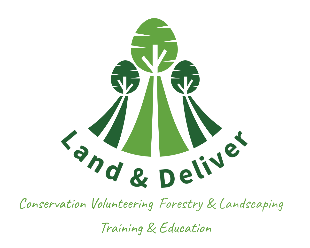 Land & Deliver
Conservation Volunteering Forestry & Landscaping
Training & Education